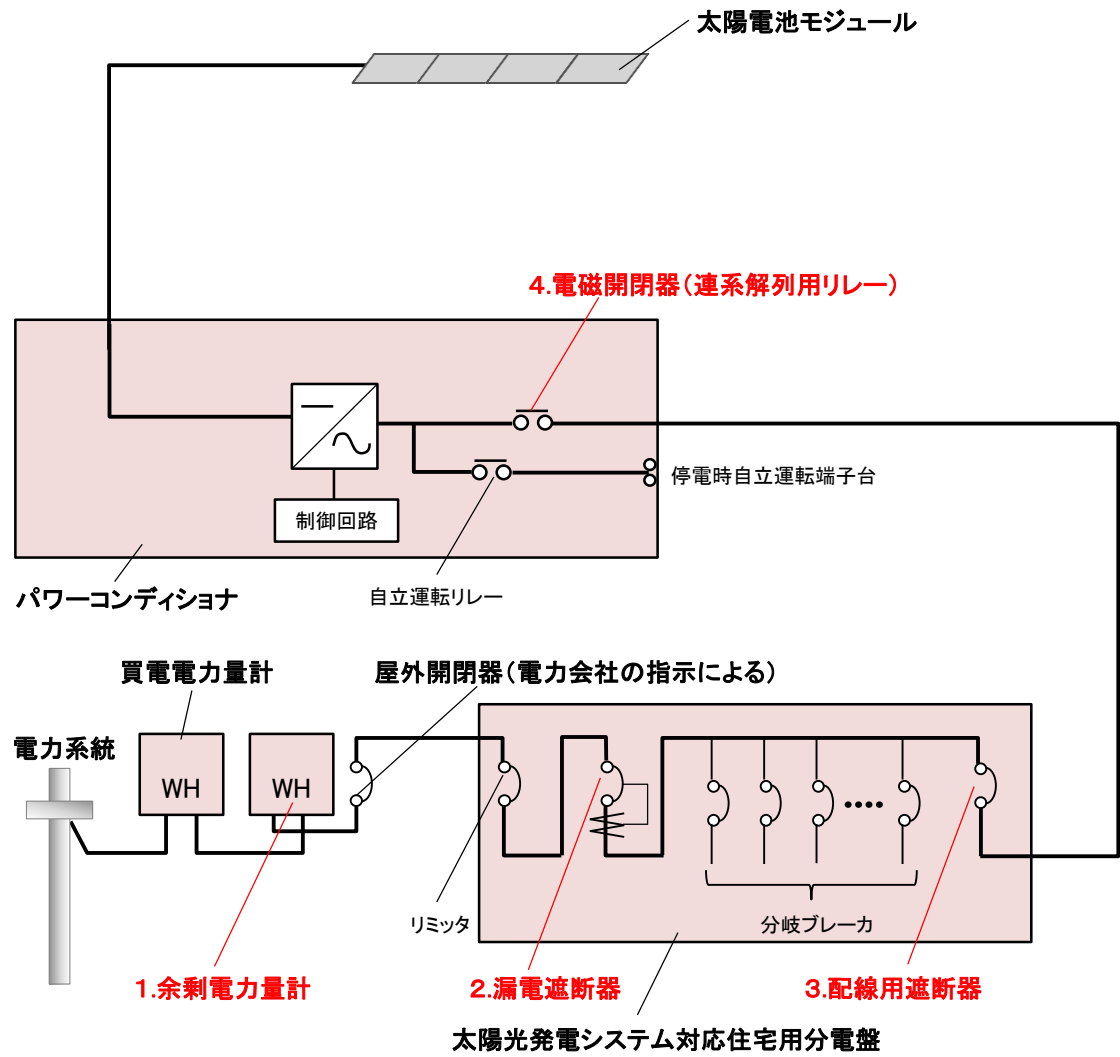 太陽電池モジュール
4.電磁開閉器(連系解列用リレー)
停電時自立運転端子台
制御回路
パワーコンディショナ
自立運転リレー
買電電力量計
屋外開閉器(電力会社の指示による)
電力系統
WH
WH
リミッタ
分岐ブレーカ
1.余剰電力量計
2.漏電遮断器
3.配線用遮断器
太陽光発電システム対応住宅用分電盤